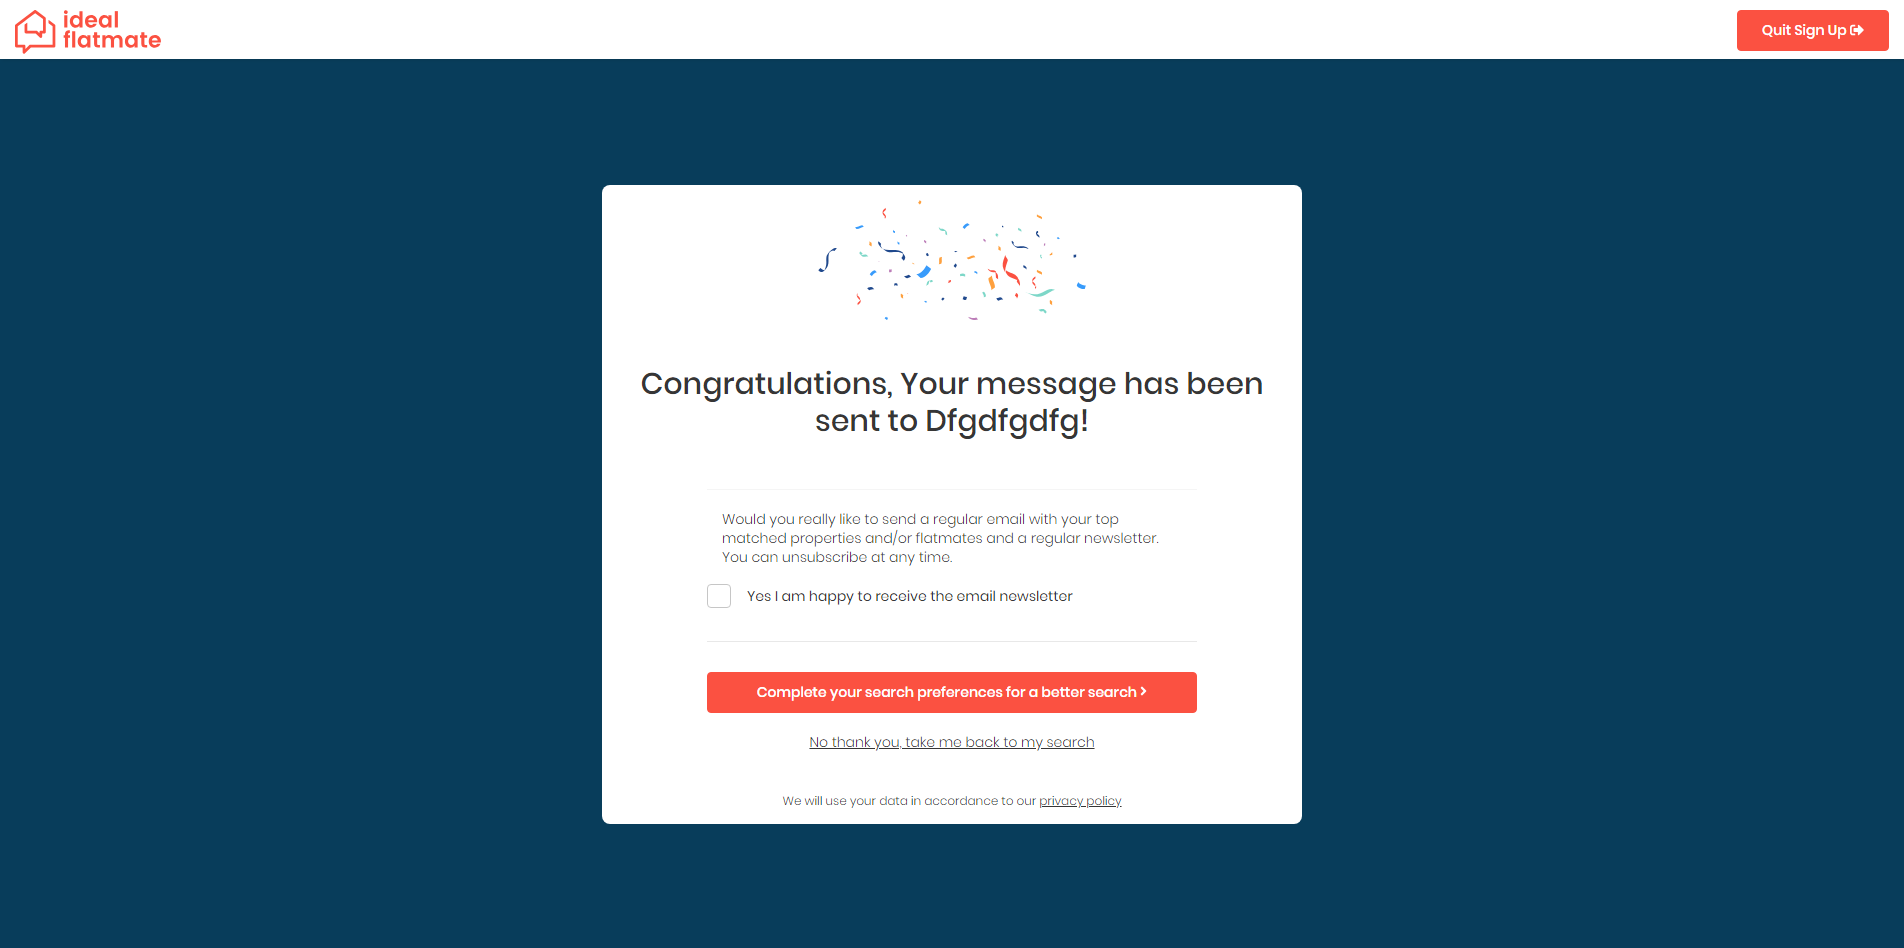 ideal
flatmate
Quit Sign Up
Congratulations, Your message has been
sent to Dfgdfgdfg!
Would you really like to send a regular email with your top
matched properties and/or flatmates and a regular newsletter.
You can unsubscribe at any time.
Yes I am happy to receive the email newsletter
Complete your search preferences for a better search
No thank you, take me back to my search
We will use your data in accordance to our privacy policy